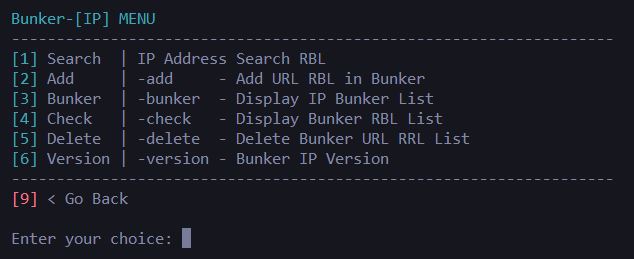 Bunker-[IP] MENU
-------------------------------------------------------------------
[1] Search  | IP Address Search RBL
[2] Add     | -add     - Add URL RBL in Bunker
[3] Bunker  | -bunker  - Display IP Bunker List
[4] Check   | -check   - Display Bunker RBL List
[5] Delete  | -delete  - Delete Bunker URL RRL List
[6] Version | -version - Bunker IP Version
-------------------------------------------------------------------
[9] < Go Back
Enter your choice: